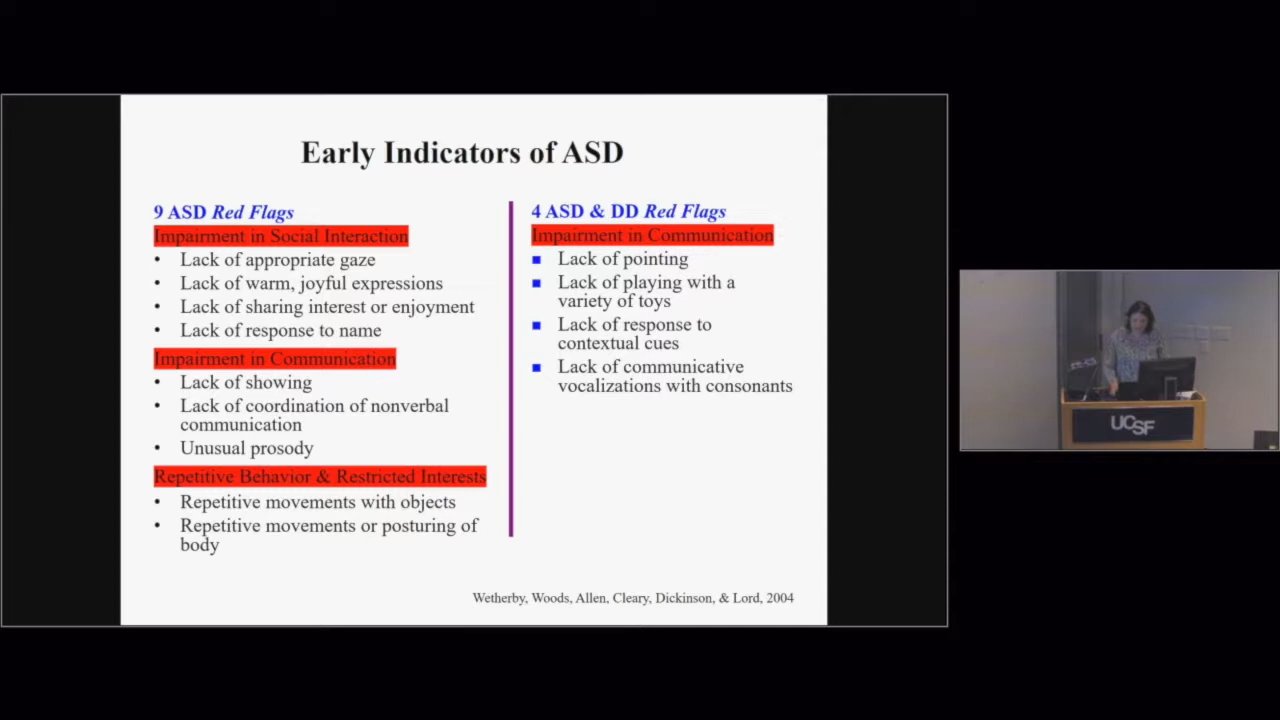 Early Indicators of ASD
9 ASD Red Flags
Impairment in Social Interaction
• Lack of appropriate gaze
• Lack of warm, joyful expressions
• Lack of sharing interest or enjoyment
• Lack of response to name
Impairment in Communication
• Lack of showing
• Lack of coordination of nonverbal
communication
• Unusual prosody
Repetitive Behavior & Restricted Interests
• Repetitive movements with objects
• Repetitive movements or posturing of
body
4 ASD & DD Red Flags
Impairment in Communication
■ Lack of pointing
■ Lack of playing with a
variety of toys
■ Lack of response to
contextual cues
■ Lack of communicative
vocalizations with consonants
Wetherby, Woods, Allen, Cleary, Dickinson, & Lord, 2004
UCSF